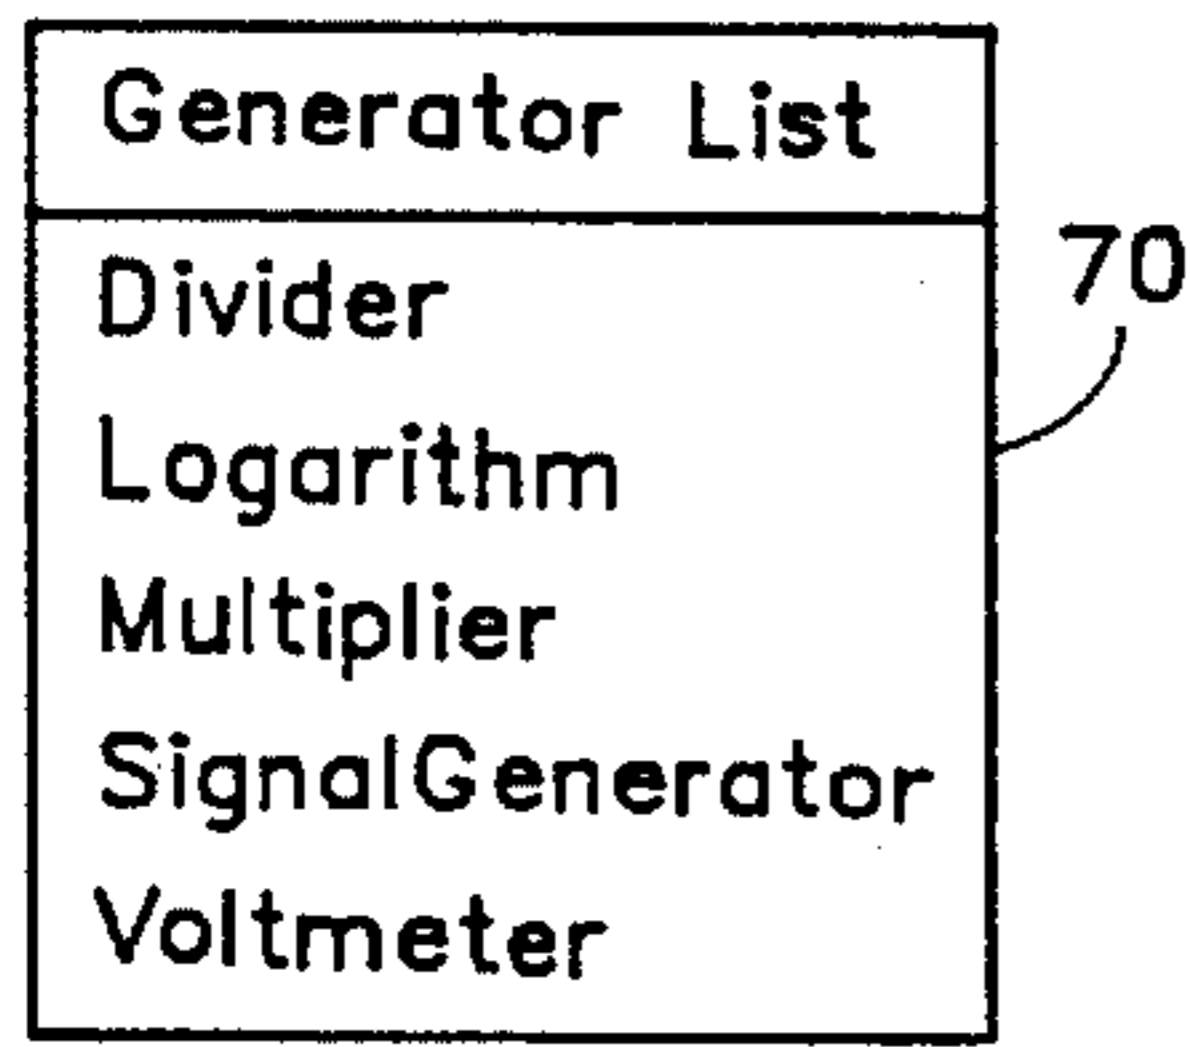 Generator List
70
Divider
Logarithm
Multiplier
SignalGenerator
Voltmeter